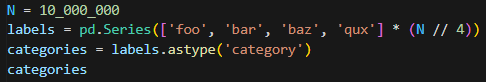 N = 10_000_000
labels = pd.Series(['foo', 'bar', 'baz', 'qux'] * (N // 4))
categories = labels.astype('category')
categories